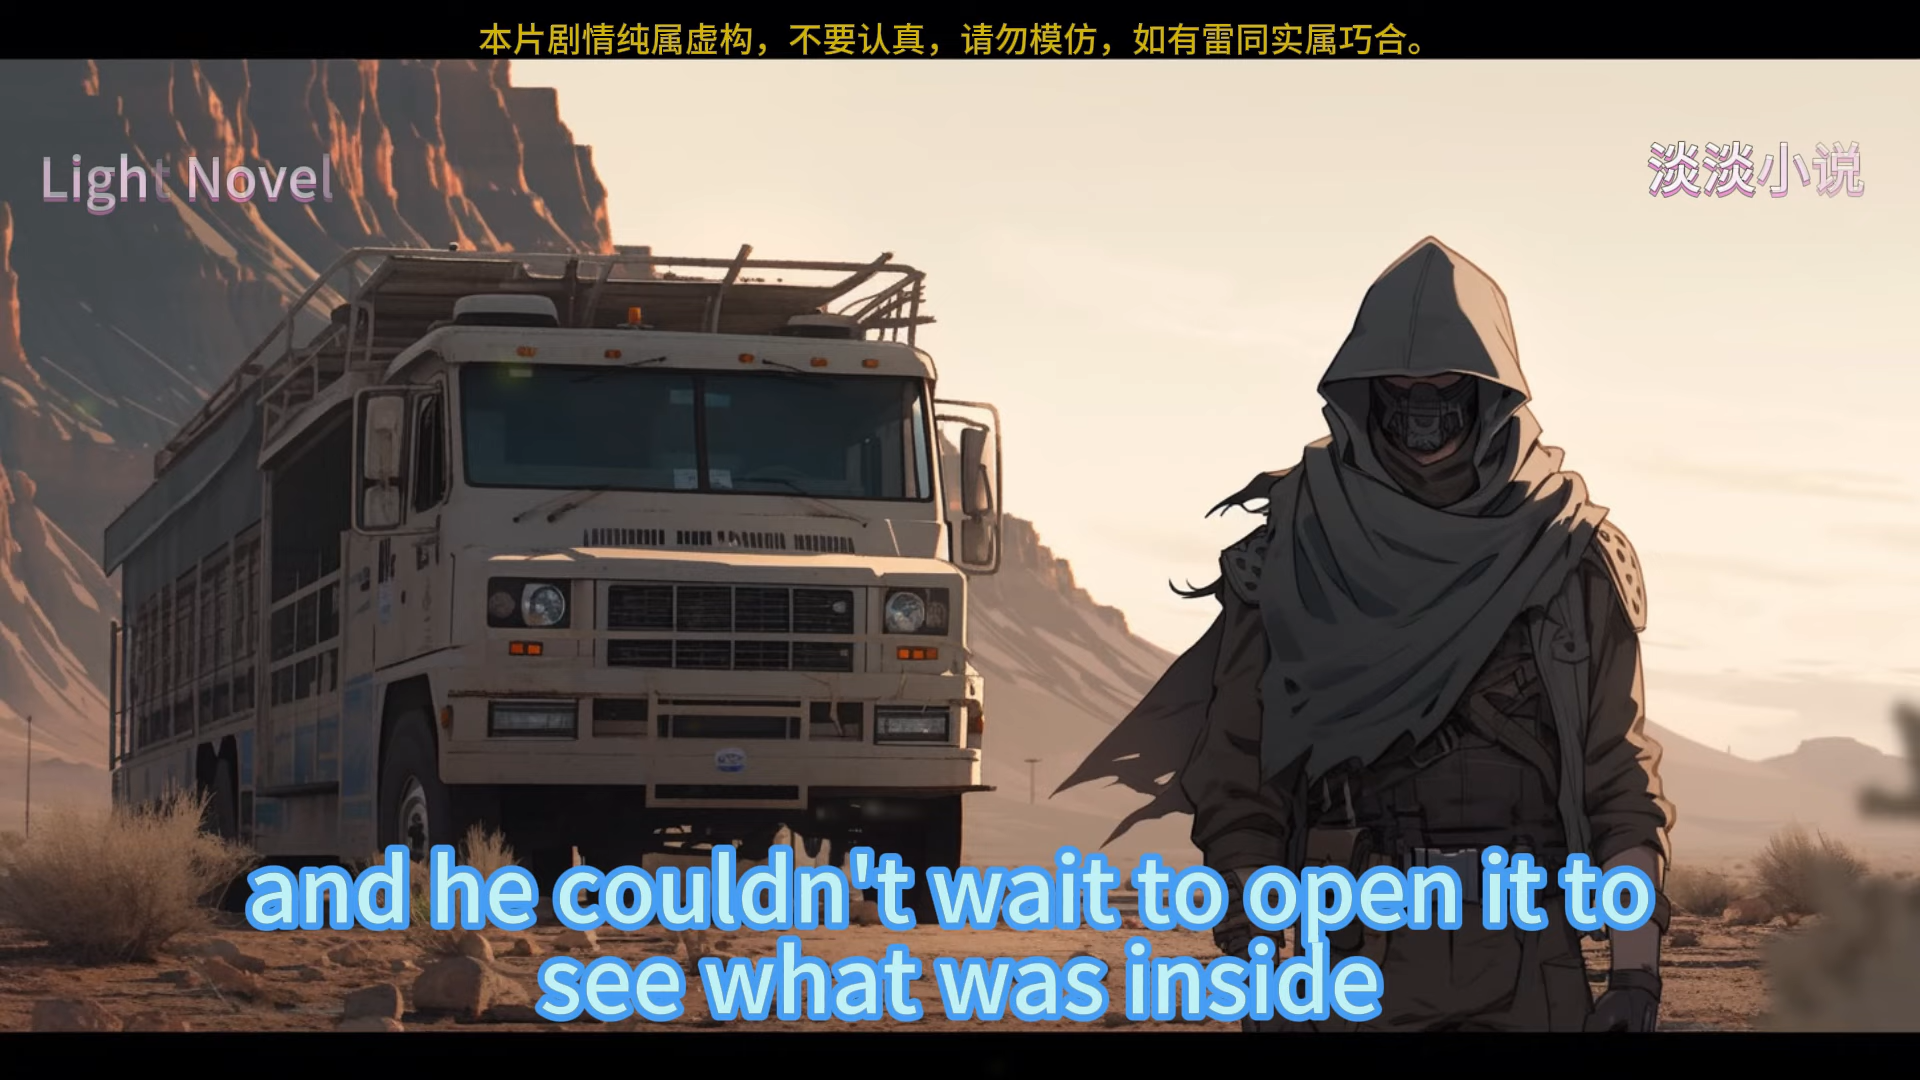 本片剧情纯属虚构，不要认真，请勿模仿，如有雷同实属巧合。
Light Novel
淡淡小说
and he couldn't wait to open it to
see what was inside